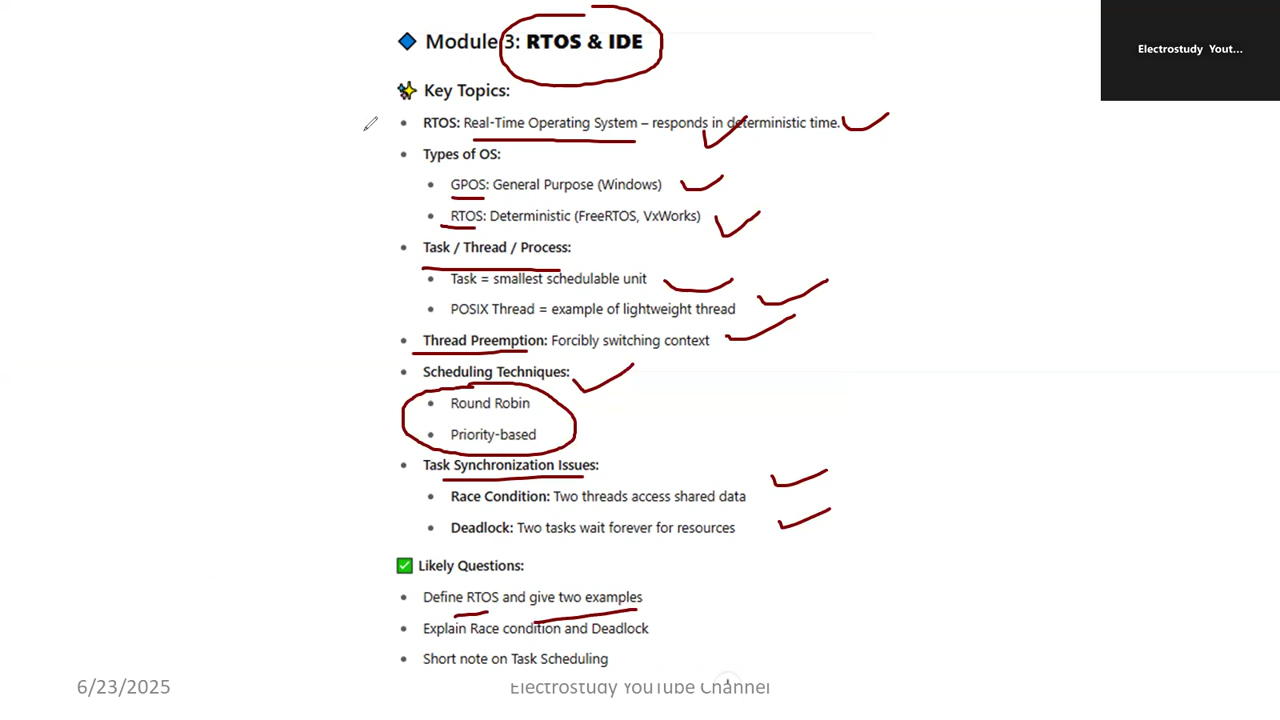 Module 3: RTOS & IDE
Electrostudy Yout...
Key Topics:
RTOS: Real-Time Operating System – responds in deterministic time.
Types of OS:
GPOS: General Purpose (Windows)
RTOS: Deterministic (FreeRTOS, VxWorks)
Task / Thread / Process:
Task = smallest schedulable unit
POSIX Thread = example of lightweight thread
Thread Preemption: Forcibly switching context
Scheduling Techniques:
Round Robin
Priority-based
Task Synchronization Issues:
Race Condition: Two threads access shared data
Deadlock: Two tasks wait forever for resources
Likely Questions:
Define RTOS and give two examples
Explain Race condition and Deadlock
Short note on Task Scheduling
6/23/2025
Electrostudy YouTube Channel